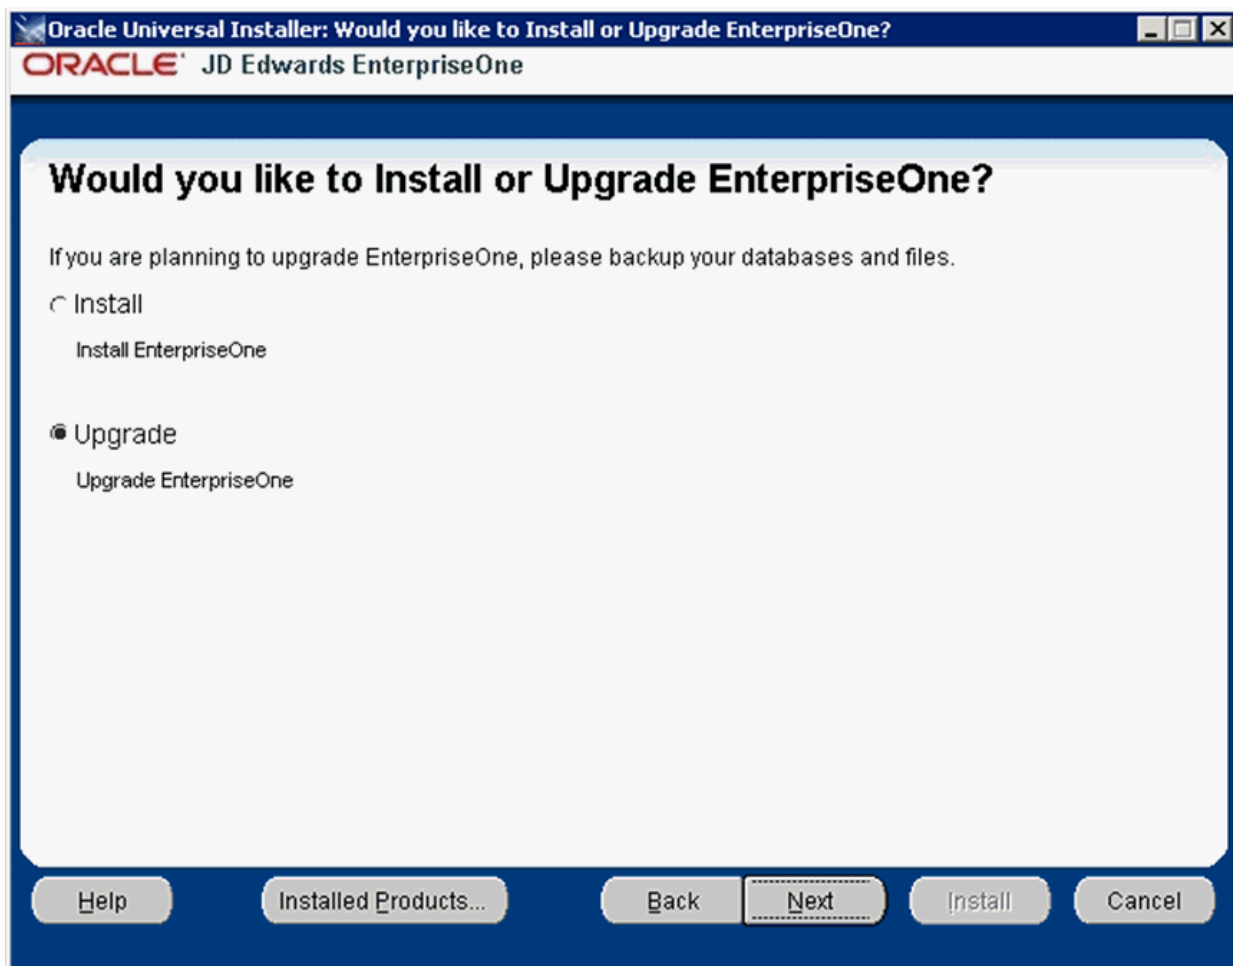 Oracle Universal Installer: Would you like to Install or Upgrade EnterpriseOne?
ORACLE JD Edwards EnterpriseOne
Would you like to Install or Upgrade EnterpriseOne?
If you are planning to upgrade EnterpriseOne, please backup your databases and files.
Install
Install EnterpriseOne
Upgrade
Upgrade EnterpriseOne
Help Installed Products... Back Next Install Cancel